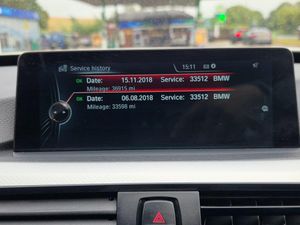 Service history 15:11
OK Date: 15.11.2018 Service: 33512 BMW
Mileage: 36915 mi
OK Date: 06.08.2018 Service: 33512 BMW
Mileage: 33598 mi